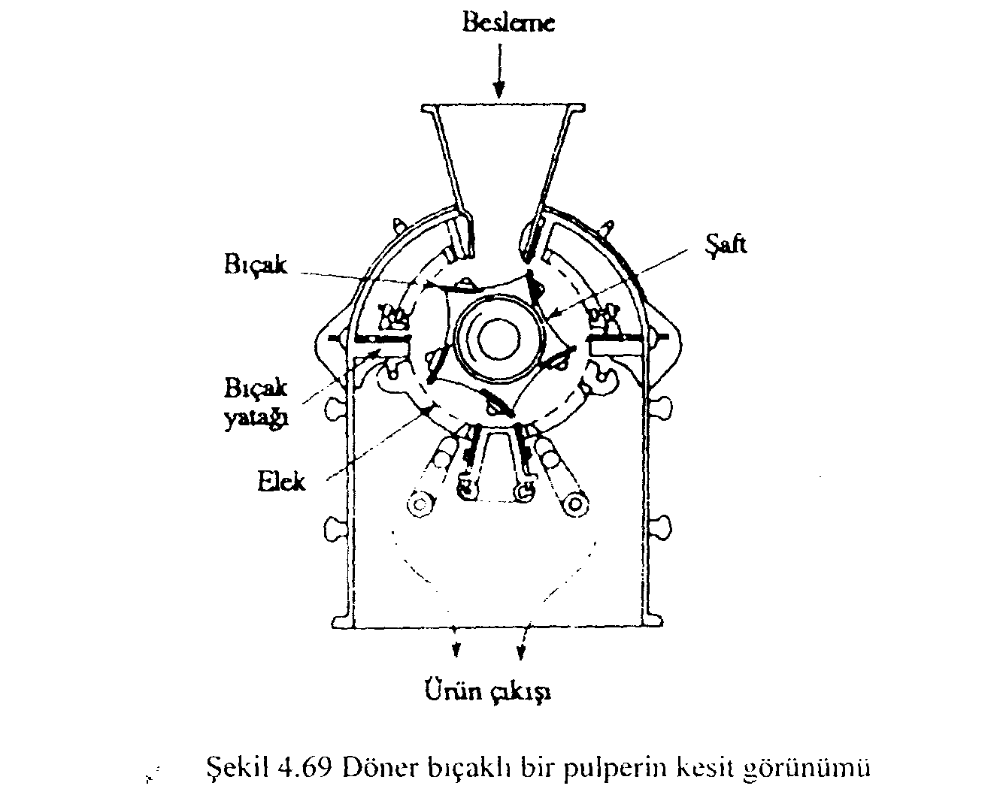 Besleme
Şaft
Bıçak
Bıçak
yatağı
Elek
Ürün çıkışı
Şekil 4.69 Döner bıçaklı bir pulperin kesit görünümü